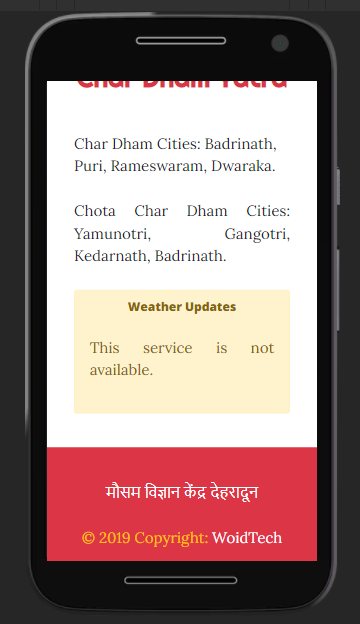 Char Dham Yatra
Char Dham Cities: Badrinath,
Puri, Rameswaram, Dwaraka.
Chota Char Dham Cities:
Yamunotri, Gangotri,
Kedarnath, Badrinath.
Weather Updates
This service is not
available.
मौसम विज्ञान केंद्र देहरादून
© 2019 Copyright: WoidTech